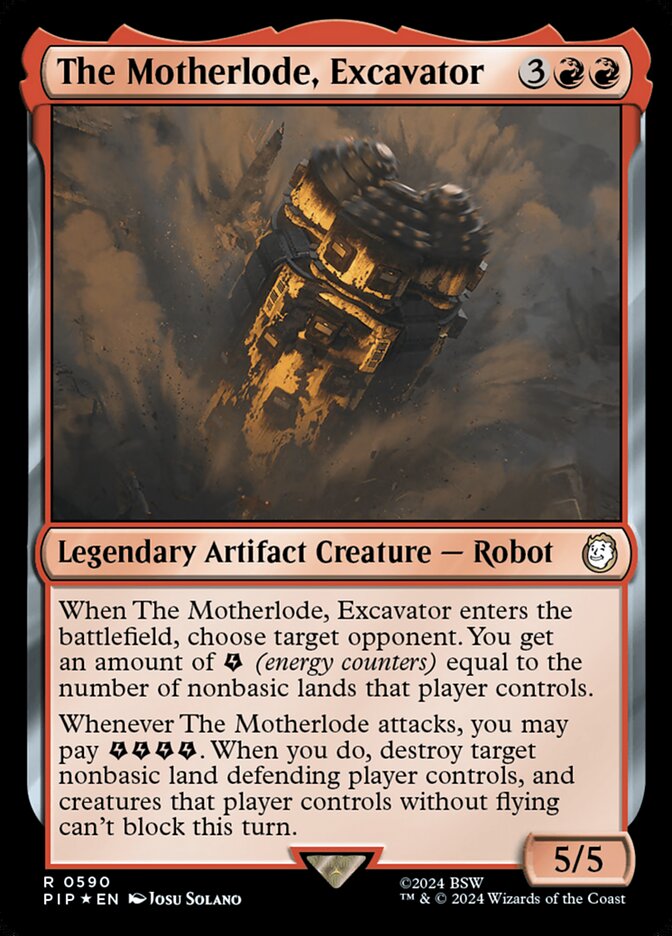 The Motherlode, Excavator 3
Legendary Artifact Creature — Robot
When The Motherlode, Excavator enters the
battlefield, choose target opponent. You get
an amount of (energy counters) equal to the
number of nonbasic lands that player controls.
Whenever The Motherlode attacks, you may
pay . When you do, destroy target
nonbasic land defending player controls, and
creatures that player controls without flying
can't block this turn.
5/5
R 0590
PIP★EN Josu Solano
©2024 BSW
™ & © 2024 Wizards of the Coast